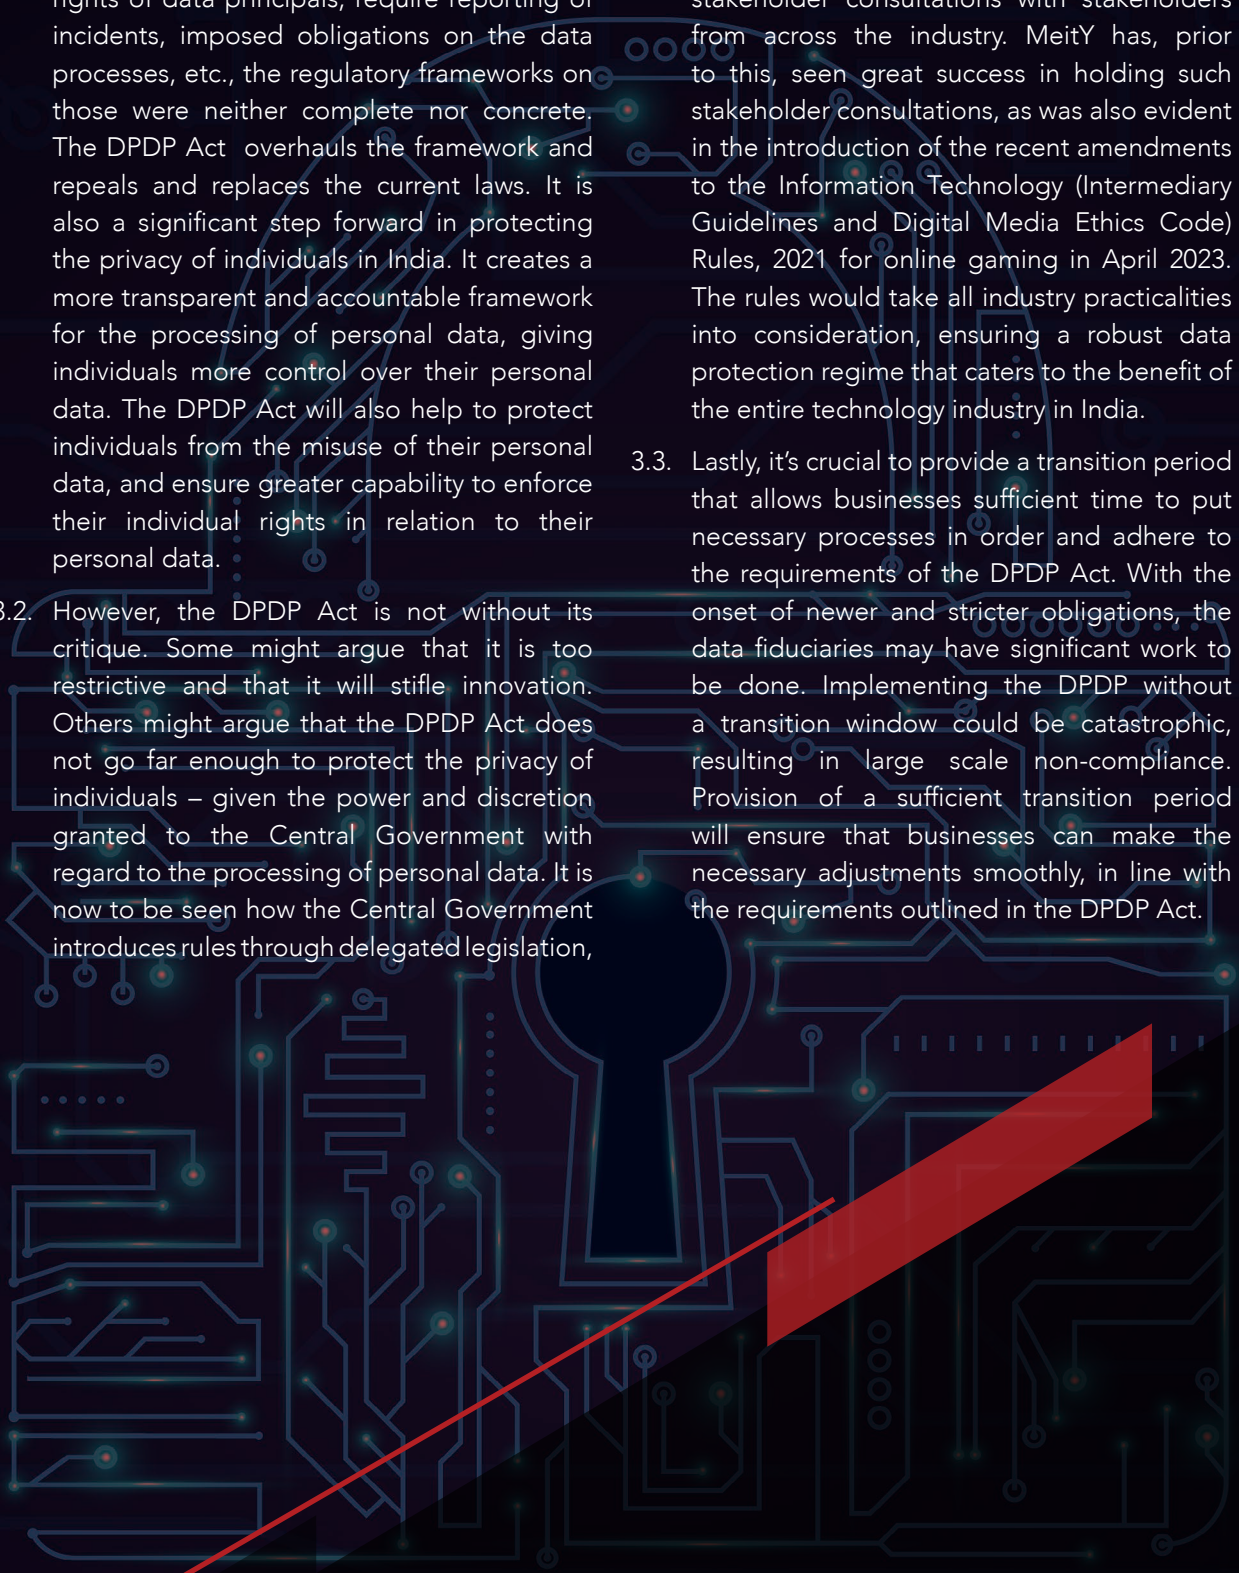 rights of data principals, require reporting of
incidents, imposed obligations on the data
processes, etc., the regulatory frameworks on
those were neither complete nor concrete.
The DPDP Act overhauls the framework and
repeals and replaces the current laws. It is
also a significant step forward in protecting
the privacy of individuals in India. It creates a
more transparent and accountable framework
for the processing of personal data, giving
individuals more control over their personal
data. The DPDP Act will also help to protect
individuals from the misuse of their personal
data, and ensure greater capability to enforce
their individual rights in relation to their
personal data.
3.2. However, the DPDP Act is not without its
critique. Some might argue that it is too
restrictive and that it will stifle innovation.
Others might argue that the DPDP Act does
not go far enough to protect the privacy of
individuals – given the power and discretion
granted to the Central Government with
regard to the processing of personal data. It is
now to be seen how the Central Government
introduces rules through delegated legislation,
stakeholder consultations with stakeholders
from across the industry. MeitY has, prior
to this, seen great success in holding such
stakeholder consultations, as was also evident
in the introduction of the recent amendments
to the Information Technology (Intermediary
Guidelines and Digital Media Ethics Code)
Rules, 2021 for online gaming in April 2023.
The rules would take all industry practicalities
into consideration, ensuring a robust data
protection regime that caters to the benefit of
the entire technology industry in India.
3.3. Lastly, it's crucial to provide a transition period
that allows businesses sufficient time to put
necessary processes in order and adhere to
the requirements of the DPDP Act. With the
onset of newer and stricter obligations, the
data fiduciaries may have significant work to
be done. Implementing the DPDP without
a transition window could be catastrophic,
resulting in large scale non-compliance.
Provision of a sufficient transition period
will ensure that businesses can make the
necessary adjustments smoothly, in line with
the requirements outlined in the DPDP Act.